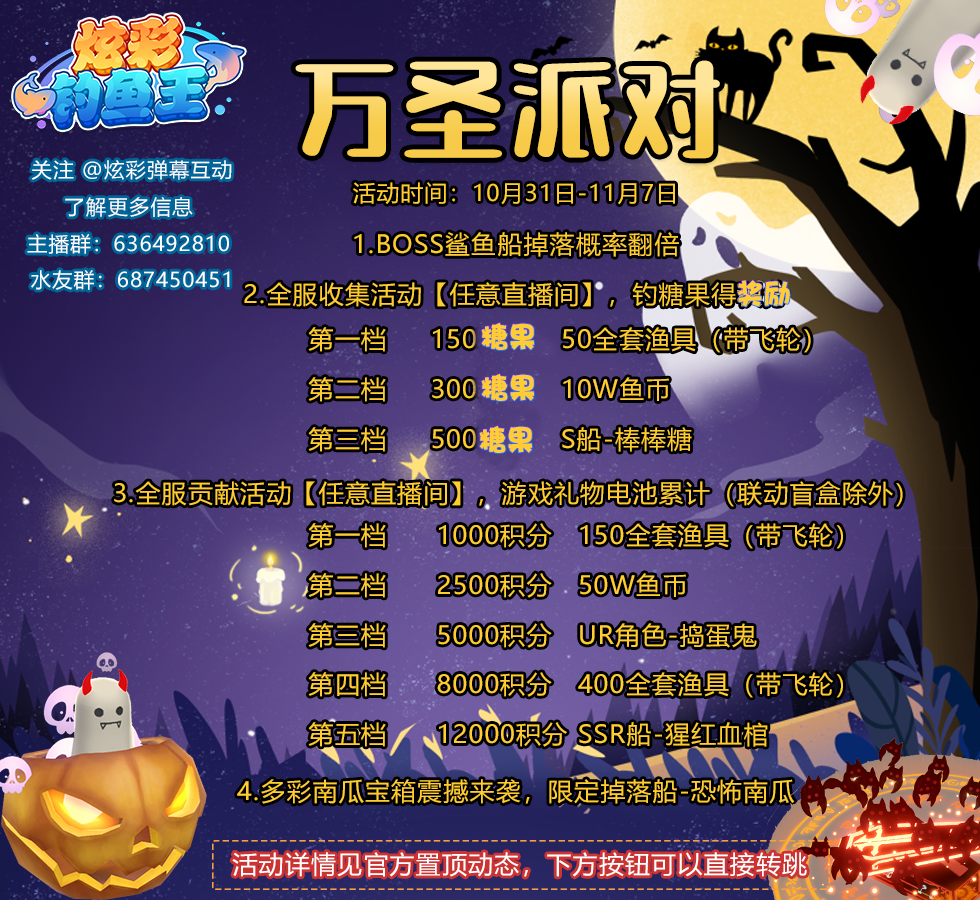 炫彩
钓鱼王
关注 @炫彩弹幕互动
了解更多信息
主播群：636492810
水友群：687450451
万圣派对
活动时间：10月31日-11月7日
1.BOSS鲨鱼船掉落概率翻倍
2.全服收集活动【任意直播间】，钓糖果得奖励
第一档 150糖果 50全套渔具（带飞轮）
第二档 300糖果 10W鱼币
第三档 500糖果 S船-棒棒糖
3.全服贡献活动【任意直播间】，游戏礼物电池累计（联动盲盒除外）
第一档 1000积分 150全套渔具（带飞轮）
第二档 2500积分 50W鱼币
第三档 5000积分 UR角色-捣蛋鬼
第四档 8000积分 400全套渔具（带飞轮）
第五档 12000积分 SSR船-猩红血棺
4.多彩南瓜宝箱震撼来袭，限定掉落船-恐怖南瓜
活动详情见官方置顶动态，下方按钮可以直接转跳